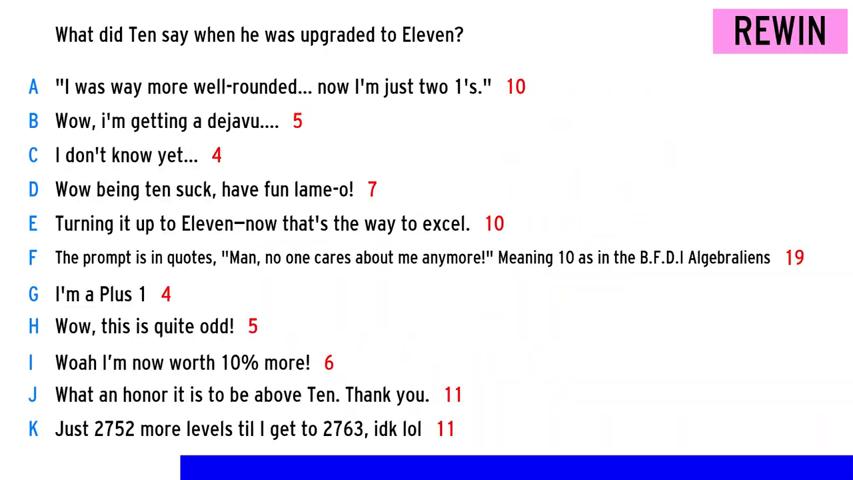 What did Ten say when he was upgraded to Eleven?
REWIN
A "I was way more well-rounded... now I'm just two 1's." 10
B Wow, i'm getting a dejavu.... 5
C I don't know yet... 4
D Wow being ten suck, have fun lame-o! 7
E Turning it up to Eleven—now that's the way to excel. 10
F The prompt is in quotes, "Man, no one cares about me anymore!" Meaning 10 as in the B.F.D.I Algebraliens 19
G I'm a Plus 1 4
H Wow, this is quite odd! 5
I Woah I’m now worth 10% more! 6
J What an honor it is to be above Ten. Thank you. 11
K Just 2752 more levels til I get to 2763, idk lol 11